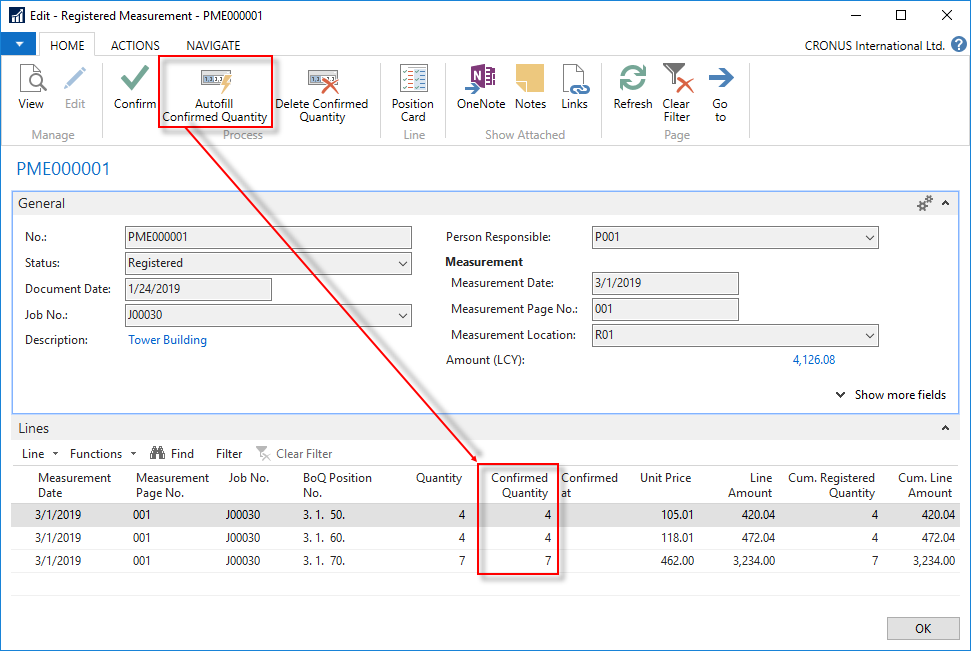 Edit - Registered Measurement - PME000001
HOME ACTIONS NAVIGATE CRONUS International Ltd. ?
View Edit Confirm Autofill Confirmed Quantity Delete Confirmed Quantity Position Card OneNote Notes Links Refresh Clear Filter Go to
Manage Process Line Show Attached Page
PME000001
General
No.: PME000001 Person Responsible: P001
Status: Registered Measurement
Document Date: 1/24/2019 Measurement Date: 3/1/2019
Job No.: J00030 Measurement Page No.: 001
Description: Tower Building Measurement Location: R01
Amount (LCY): 4,126.08
Show more fields
Lines
Line Functions Find Filter Clear Filter
Measurement Date Measurement Page No. Job No. BoQ Position No. Quantity Confirmed Quantity Confirmed at Unit Price Line Amount Cum. Registered Quantity Cum. Line Amount
3/1/2019 001 J00030 3. 1. 50. 4 4 105.01 420.04 4 420.04
3/1/2019 001 J00030 3. 1. 60. 4 4 118.01 472.04 4 472.04
3/1/2019 001 J00030 3. 1. 70. 7 7 462.00 3,234.00 7 3,234.00
OK